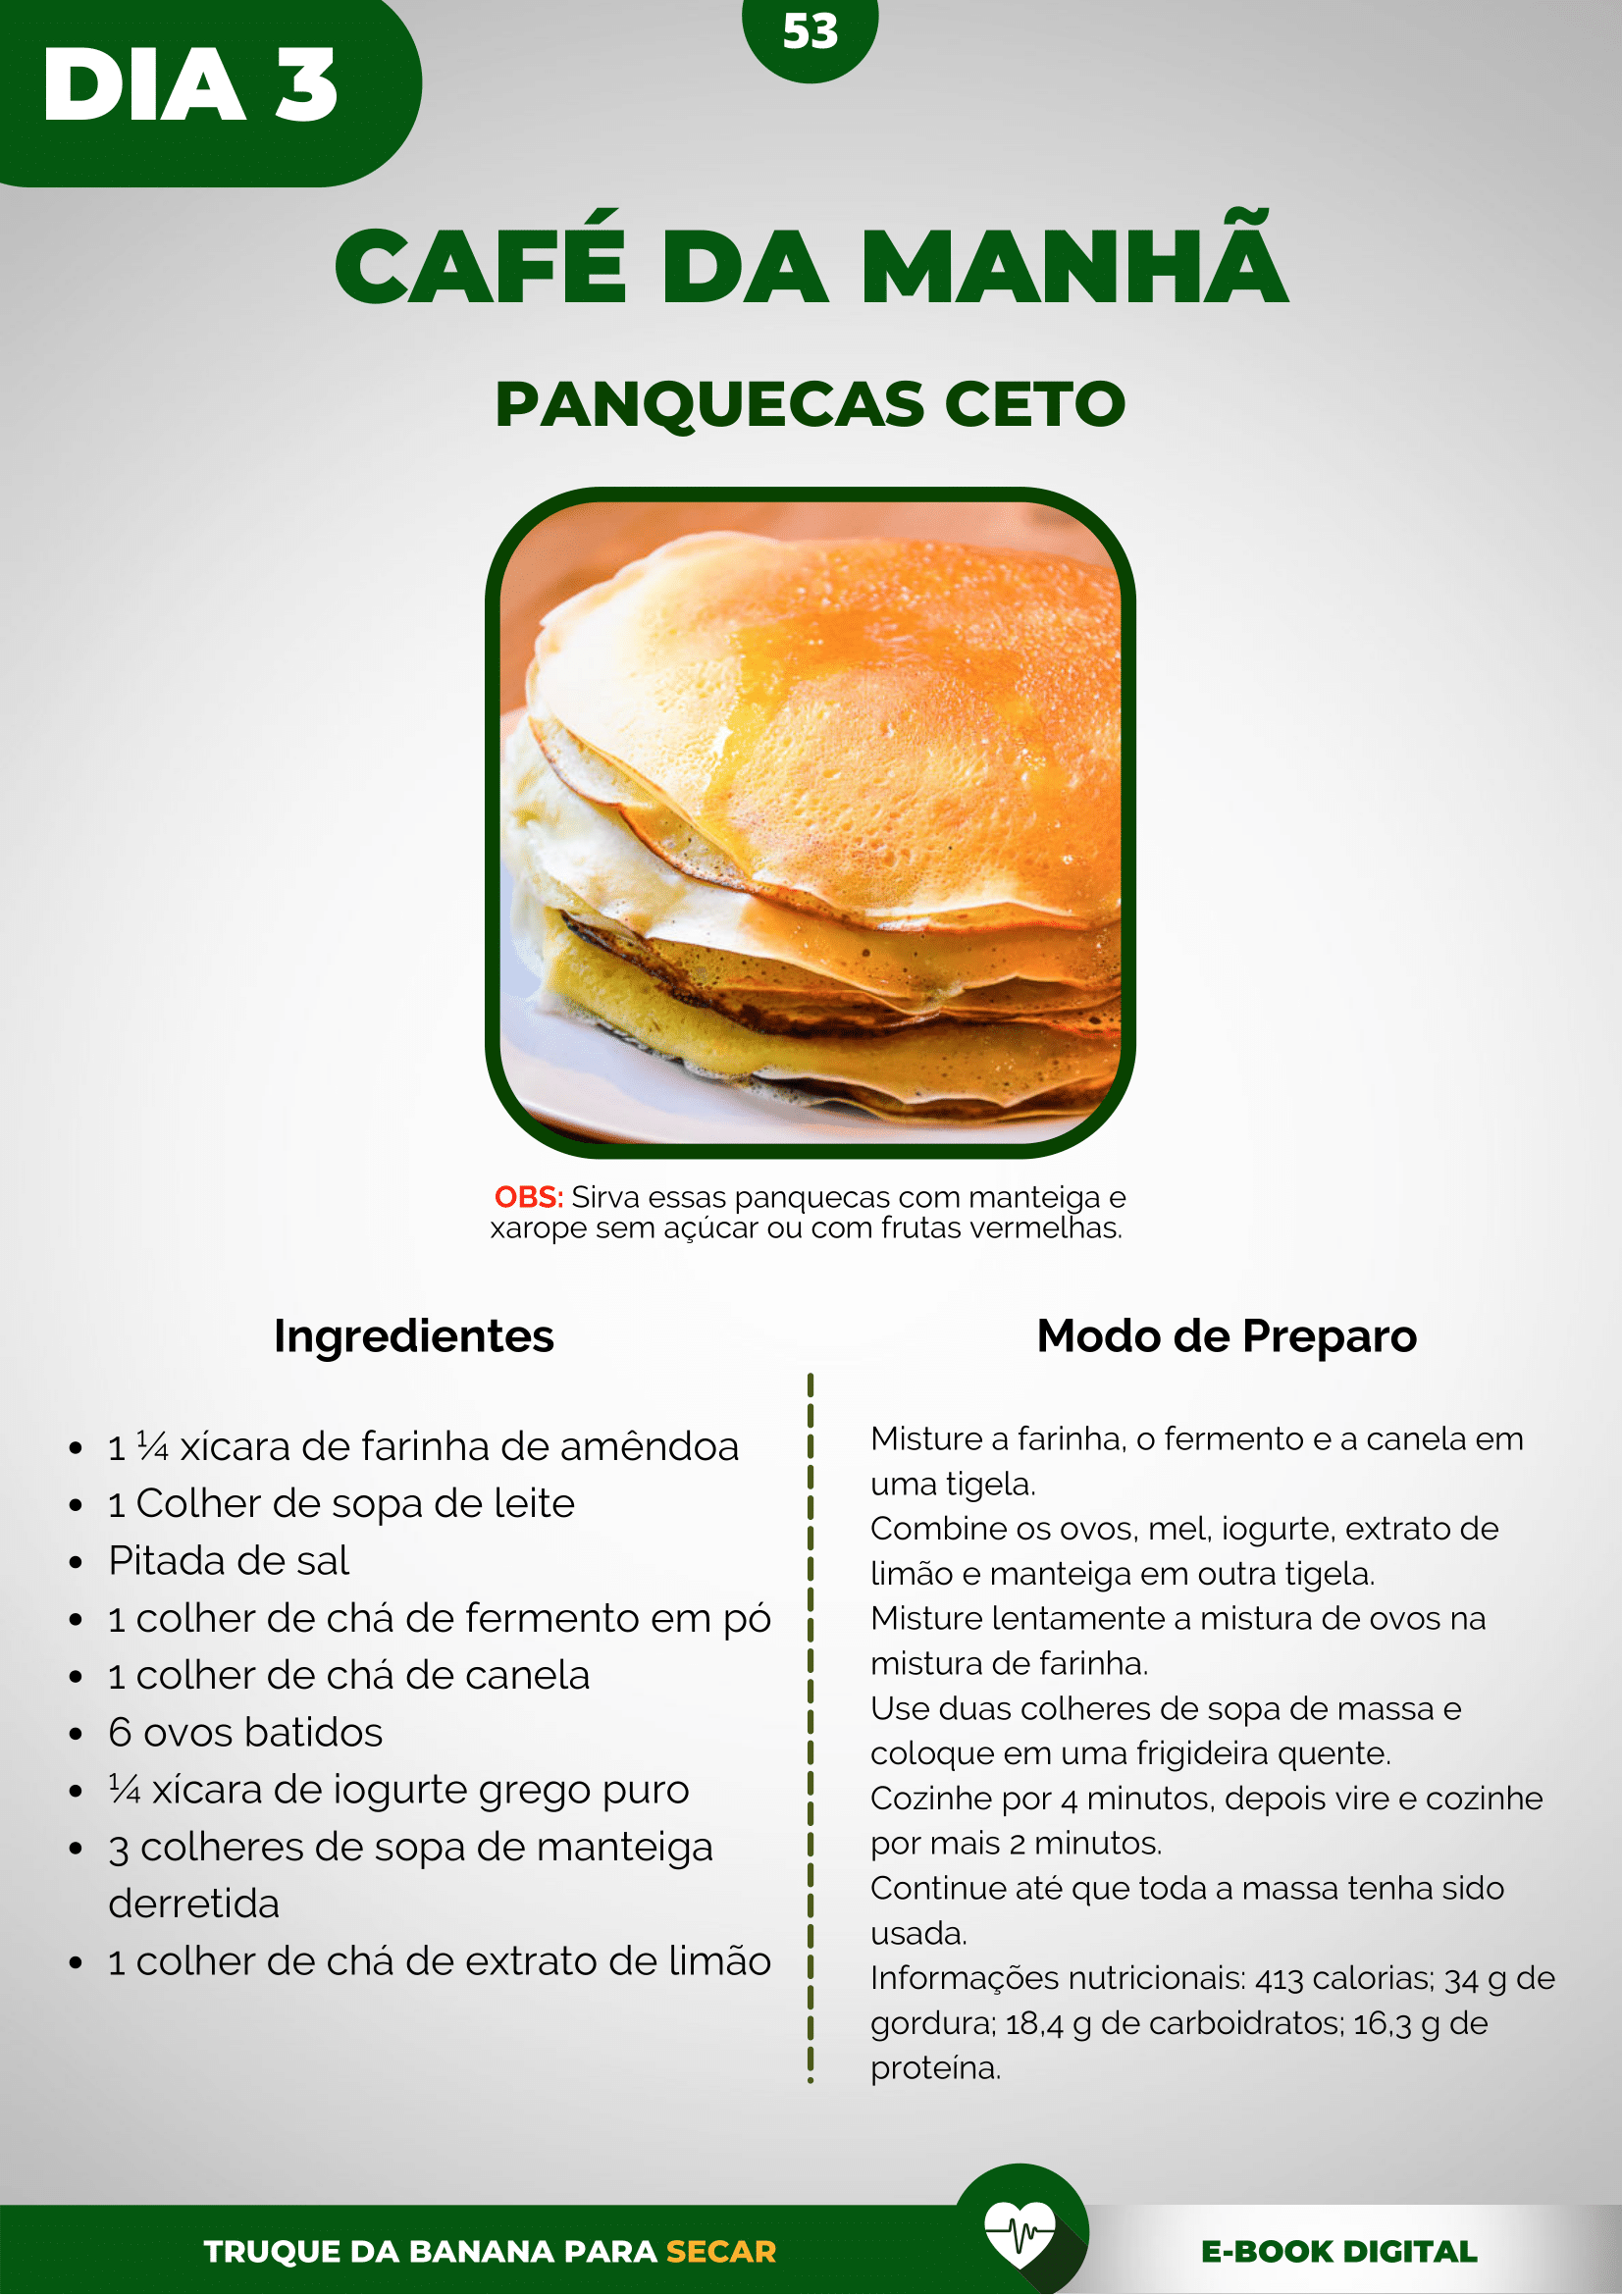 DIA 3
53
CAFÉ DA MANHÃ
PANQUECAS CETO
OBS: Sirva essas panquecas com manteiga e
xarope sem açúcar ou com frutas vermelhas.
Ingredientes
• 1 ¼ xícara de farinha de amêndoa
• 1 Colher de sopa de leite
• Pitada de sal
• 1 colher de chá de fermento em pó
• 1 colher de chá de canela
• 6 ovos batidos
• ¼ xícara de iogurte grego puro
• 3 colheres de sopa de manteiga
derretida
• 1 colher de chá de extrato de limão
Modo de Preparo
Misture a farinha, o fermento e a canela em
uma tigela.
Combine os ovos, mel, iogurte, extrato de
limão e manteiga em outra tigela.
Misture lentamente a mistura de ovos na
mistura de farinha.
Use duas colheres de sopa de massa e
coloque em uma frigideira quente.
Cozinhe por 4 minutos, depois vire e cozinhe
por mais 2 minutos.
Continue até que toda a massa tenha sido
usada.
Informações nutricionais: 413 calorias; 34 g de
gordura; 18,4 g de carboidratos; 16,3 g de
proteína.
TRUQUE DA BANANA PARA SECAR
E-BOOK DIGITAL